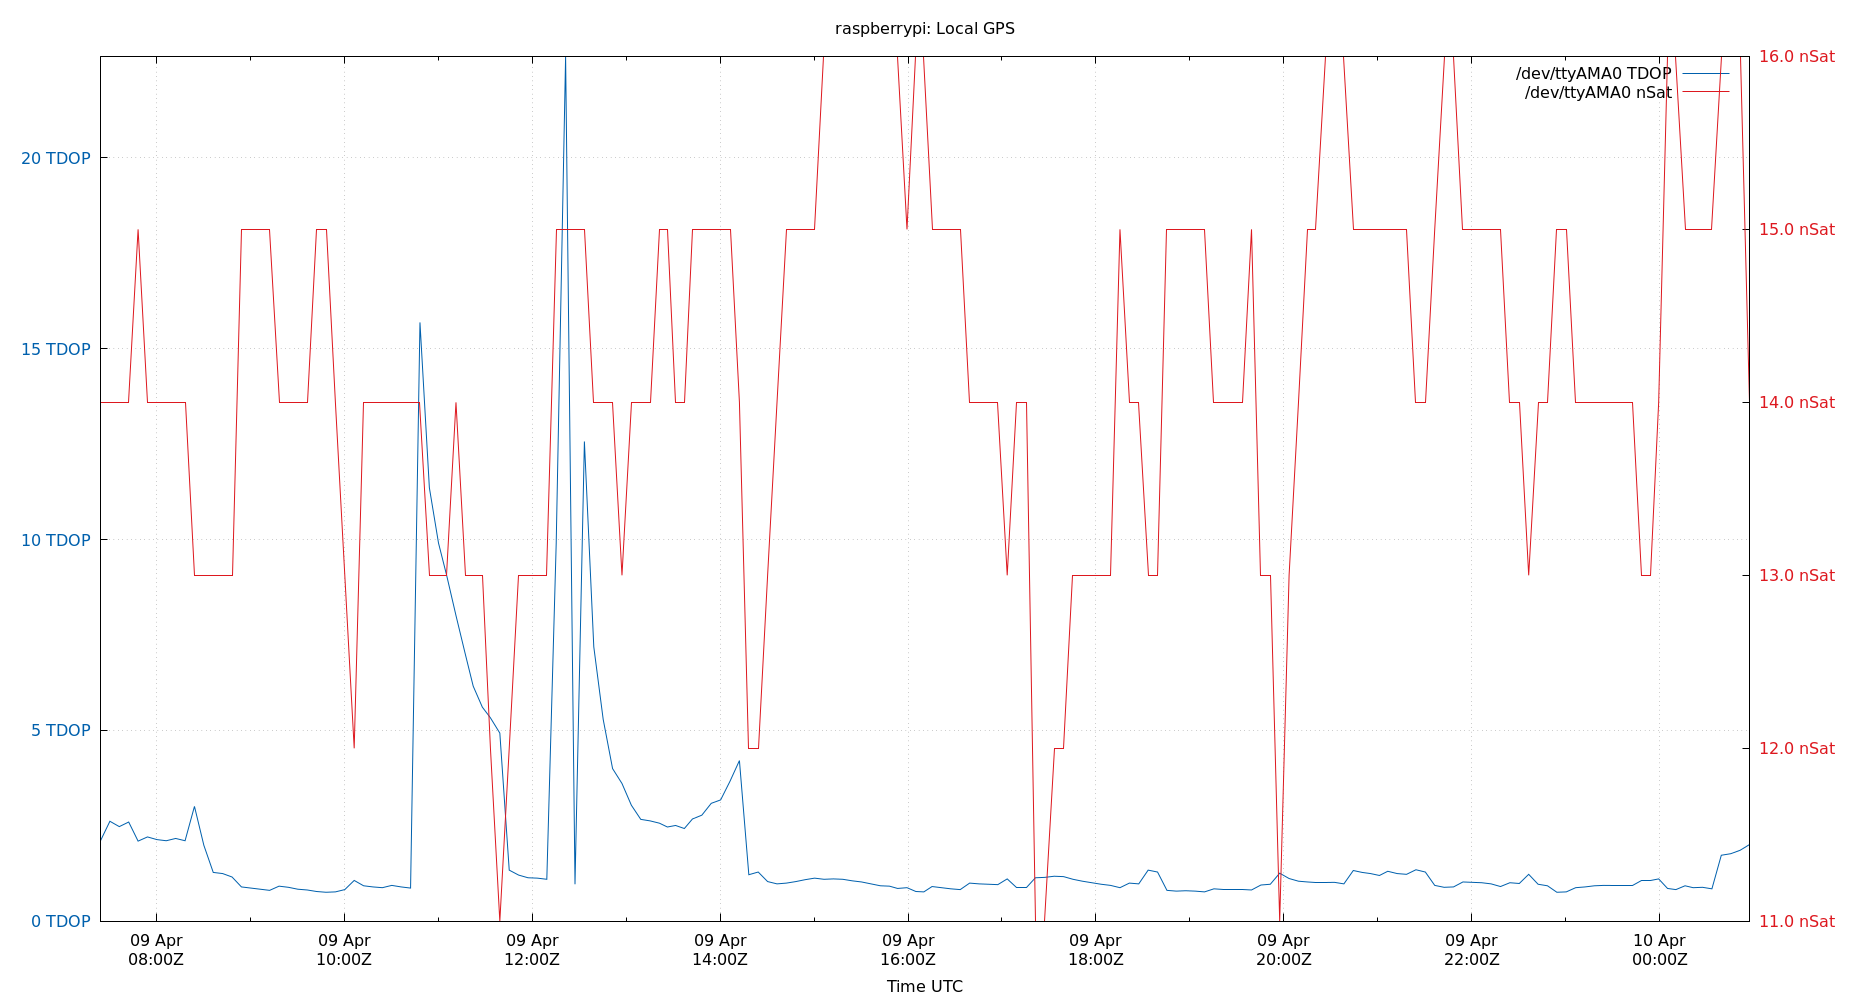 raspberrypi: Local GPS
/dev/ttyAMA0 TDOP
/dev/ttyAMA0 nSat
20 TDOP
15 TDOP
10 TDOP
5 TDOP
0 TDOP
16.0 nSat
15.0 nSat
14.0 nSat
13.0 nSat
12.0 nSat
11.0 nSat
09 Apr
08:00Z
09 Apr
10:00Z
09 Apr
12:00Z
09 Apr
14:00Z
09 Apr
16:00Z
09 Apr
18:00Z
09 Apr
20:00Z
09 Apr
22:00Z
10 Apr
00:00Z
Time UTC